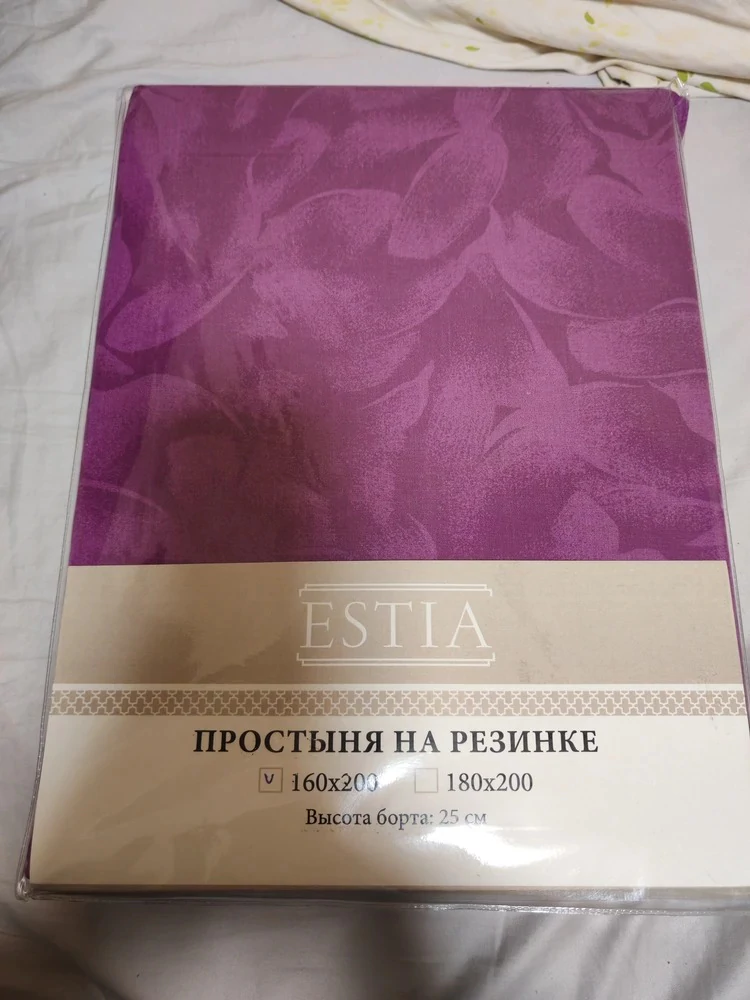 ESTIA
ПРОСТЫНЯ НА РЕЗИНКЕ
160x200 180x200
Высота борта: 25 см